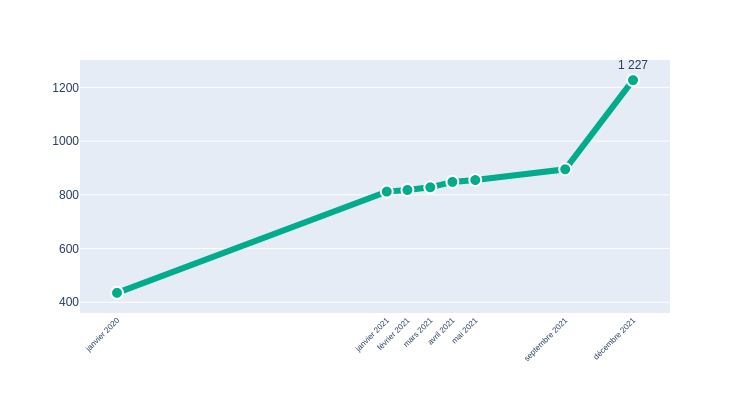 1 227
1200
1000
800
600
400
janvier 2020
janvier 2021
février 2021
mars 2021
avril 2021
mai 2021
septembre 2021
décembre 2021